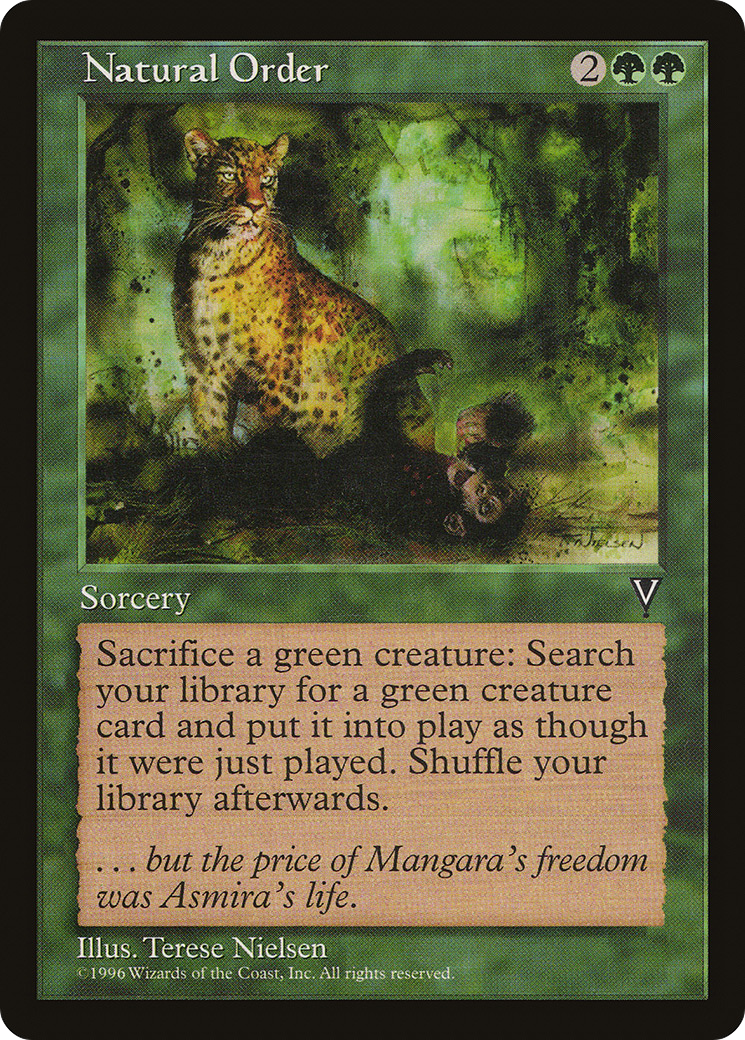 Natural Order 2
NIELSEN
Sorcery V
Sacrifice a green creature: Search
your library for a green creature
card and put it into play as though
it were just played. Shuffle your
library afterwards.
. . . but the price of Mangara's freedom
was Asmira's life.
Illus. Terese Nielsen
©1996 Wizards of the Coast, Inc. All rights reserved.